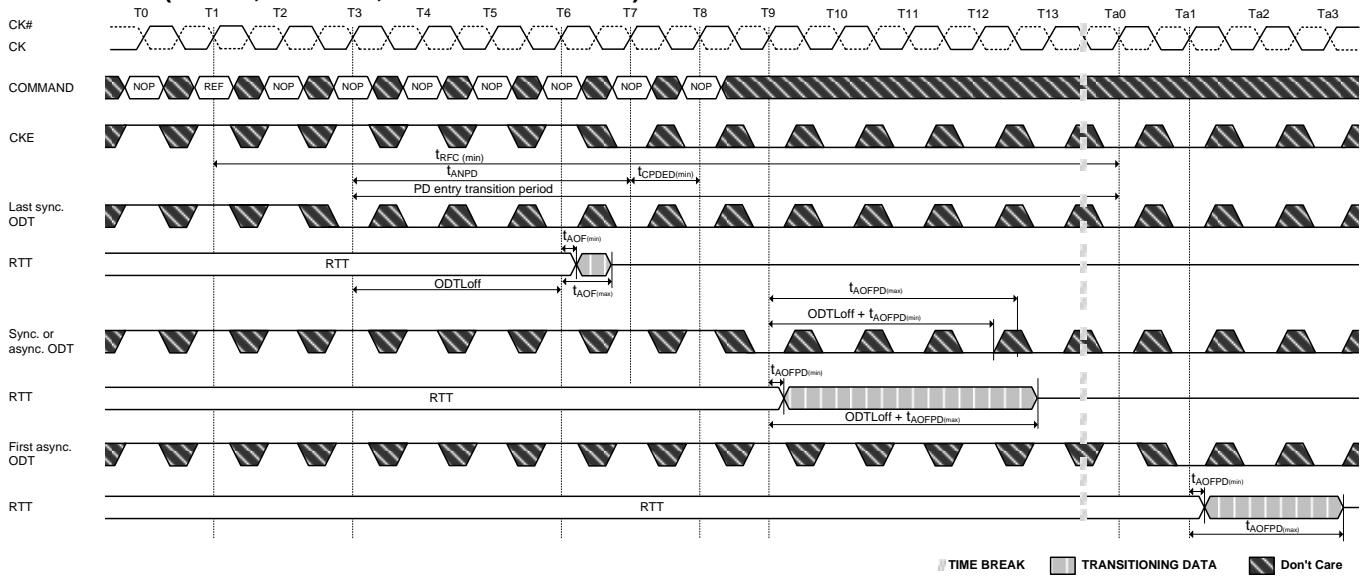 CK#
CK
T0 T1 T2 T3 T4 T5 T6 T7 T8 T9 T10 T11 T12 T13 Ta0 Ta1 Ta2 Ta3
COMMAND
NOP REF NOP NOP NOP NOP NOP NOP NOP
CKE
tRFC (min)
tANPD tCPDED(min)
PD entry transition period
Last sync.
ODT
tAOF(min)
RTT RTT
ODTLoff tAOF(max)
tAOFPD(max)
ODTLoff + tAOFPD(min)
Sync. or
async. ODT
tAOFPD(min)
RTT RTT
ODTLoff + tAOFPD(max)
First async.
ODT
tAOFPD(min)
RTT RTT
tAOFPD(max)
TIME BREAK TRANSITIONING DATA Don't Care